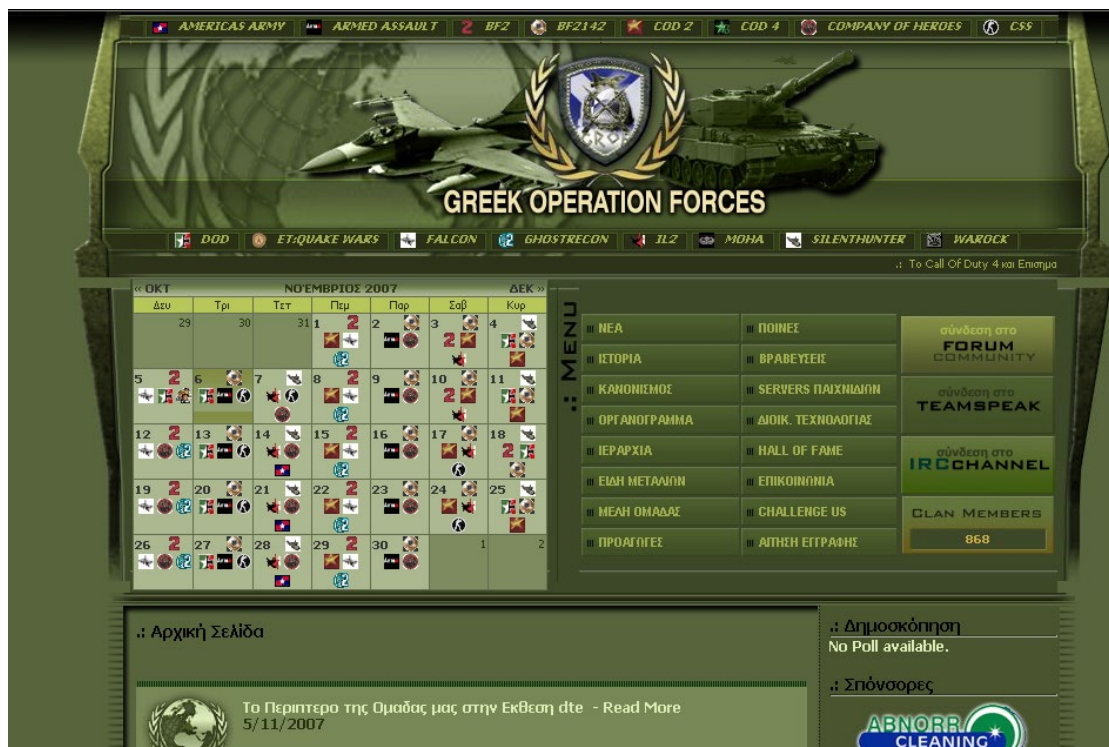 AMERICAS ARMY ARMED ASSAULT BF2 BF2142 COD 2 COD 4 COMPANY OF HEROES CSS
GROF
GREEK OPERATION FORCES
DOD ET:QUAKE WARS FALCON GHOSTRECON IL2 MOHA SILENTHUNTER WAROCK
.: Το Call Of Duty 4 και Επισημα
« ΟΚΤ ΝΟΈΜΒΡΙΟΣ 2007 ΔΕΚ »
Δευ Τρι Τετ Πεμ Παρ Σαβ Κυρ
29 30 31 1 2 3 4
5 6 7 8 9 10 11
12 13 14 15 16 17 18
19 20 21 22 23 24 25
26 27 28 29 30 1 2
.: MENU
ΝΕΑ
ΙΣΤΟΡΙΑ
ΚΑΝΟΝΙΣΜΟΣ
ΟΡΓΑΝΟΓΡΑΜΜΑ
ΙΕΡΑΡΧΙΑ
ΕΙΔΗ ΜΕΤΑΛΙΩΝ
ΜΕΛΗ ΟΜΑΔΑΣ
ΠΡΟΑΓΩΓΕΣ
ΠΟΙΝΕΣ
ΒΡΑΒΕΥΣΕΙΣ
SERVERS ΠΑΙΧΝΙΔΙΩΝ
ΔΙΟΙΚ. ΤΕΧΝΟΛΟΓΙΑΣ
HALL OF FAME
ΕΠΙΚΟΙΝΩΝΙΑ
CHALLENGE US
ΑΙΤΗΣΗ ΕΓΓΡΑΦΗΣ
σύνδεση στο
FORUM
COMMUNITY
σύνδεση στο
TEAMSPEAK
σύνδεση στο
IRCCHANNEL
CLAN MEMBERS
868
.: Αρχική Σελίδα
Το Περιπτερο της Ομαδας μας στην Εκθεση dte - Read More
5/11/2007
.: Δημοσκόπηση
No Poll available.
.: Σπόνσορες
ABNORR
CLEANING